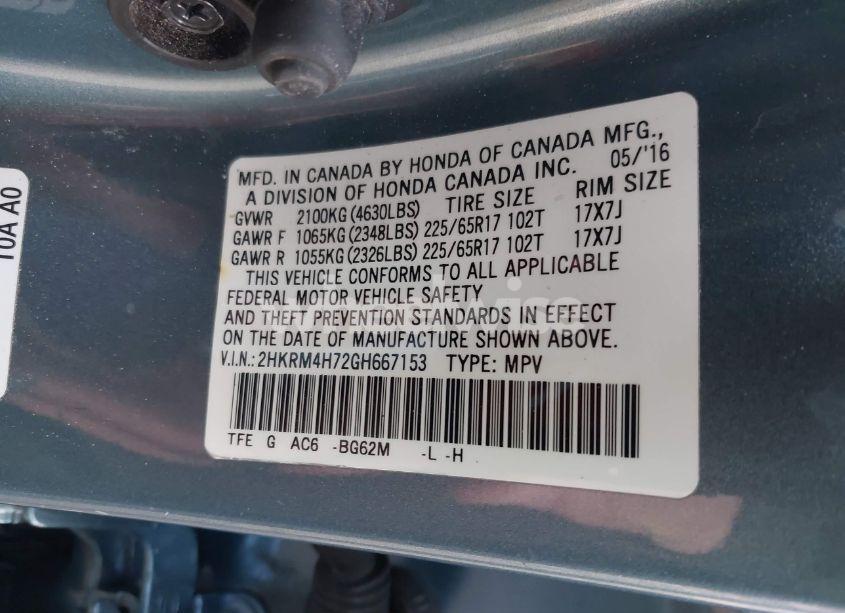 MFD. IN CANADA BY HONDA OF CANADA MFG.,
A DIVISION OF HONDA CANADA INC. 05/'16
GVWR 2100KG(4630LBS) TIRE SIZE RIM SIZE
GAWR F 1065KG(2348LBS) 225/65R17 102T 17X7J
GAWR R 1055KG(2326LBS) 225/65R17 102T 17X7J
THIS VEHICLE CONFORMS TO ALL APPLICABLE
FEDERAL MOTOR VEHICLE SAFETY
AND THEFT PREVENTION STANDARDS IN EFFECT
ON THE DATE OF MANUFACTURE SHOWN ABOVE.
V.I.N.: 2HKRM4H72GH667153 TYPE: MPV
TFE G AC6 -BG62M -L -H